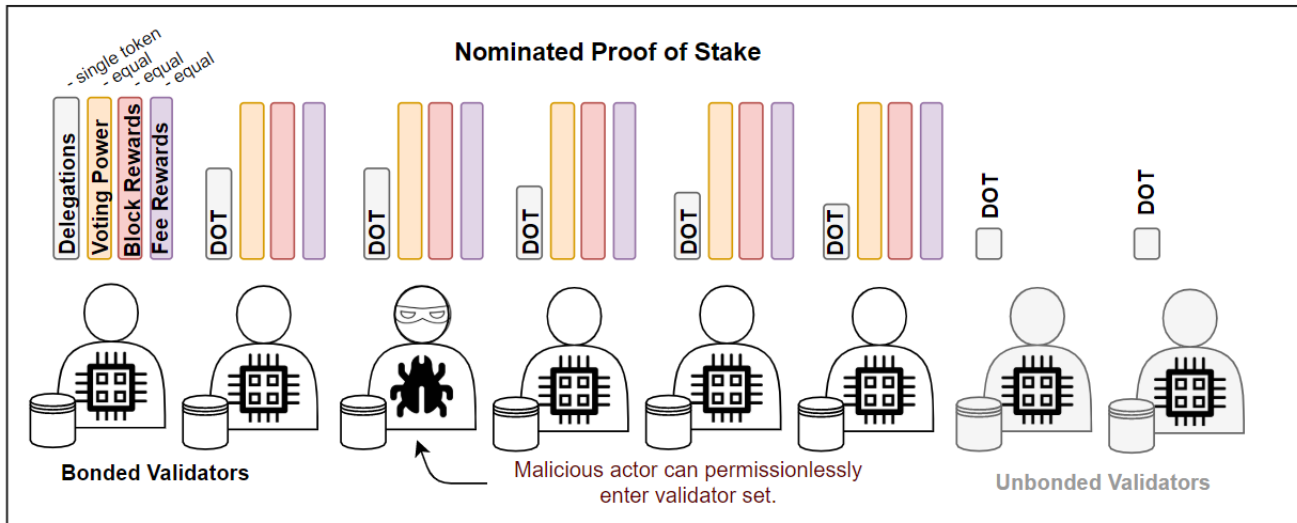 Nominated Proof of Stake
- single token
- equal
- equal
- equal
Delegations
Voting Power
Block Rewards
Fee Rewards
DOT
DOT
DOT
DOT
DOT
DOT
DOT
Bonded Validators
Malicious actor can permissionlessly
enter validator set.
Unbonded Validators